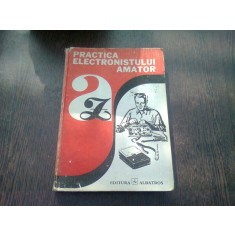 PRACTICA
ELECTRONISTULUI
AMATOR
a
z
EDITURA ALBATROS